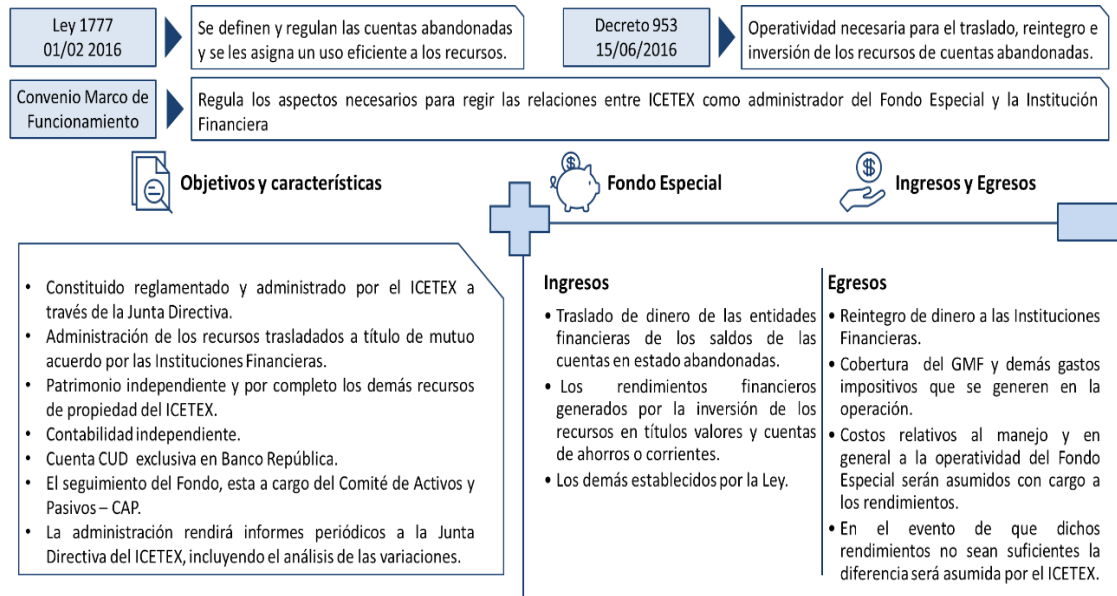 Ley 1777
01/02 2016
Se definen y regulan las cuentas abandonadas
y se les asigna un uso eficiente a los recursos.
Decreto 953
15/06/2016
Operatividad necesaria para el traslado, reintegro e
inversión de los recursos de cuentas abandonadas.
Convenio Marco de
Funcionamiento
Regula los aspectos necesarios para regir las relaciones entre ICETEX como administrador del Fondo Especial y la Institución
Financiera
Objetivos y características
• Constituido reglamentado y administrado por el ICETEX a
través de la Junta Directiva.
• Administración de los recursos trasladados a título de mutuo
acuerdo por las Instituciones Financieras.
• Patrimonio independiente y por completo los demás recursos
de propiedad del ICETEX.
• Contabilidad independiente.
• Cuenta CUD exclusiva en Banco República.
• El seguimiento del Fondo, esta a cargo del Comité de Activos y
Pasivos – CAP.
• La administración rendirá informes periódicos a la Junta
Directiva del ICETEX, incluyendo el análisis de las variaciones.
$
Fondo Especial
$
Ingresos y Egresos
Ingresos
• Traslado de dinero de las entidades
financieras de los saldos de las
cuentas en estado abandonadas.
• Los rendimientos financieros
generados por la inversión de los
recursos en títulos valores y cuentas
de ahorros o corrientes.
• Los demás establecidos por la Ley.
Egresos
• Reintegro de dinero a las Instituciones
Financieras.
• Cobertura del GMF y demás gastos
impositivos que se generen en la
operación.
• Costos relativos al manejo y en
general a la operatividad del Fondo
Especial serán asumidos con cargo a
los rendimientos.
• En el evento de que dichos
rendimientos no sean suficientes la
diferencia será asumida por el ICETEX.